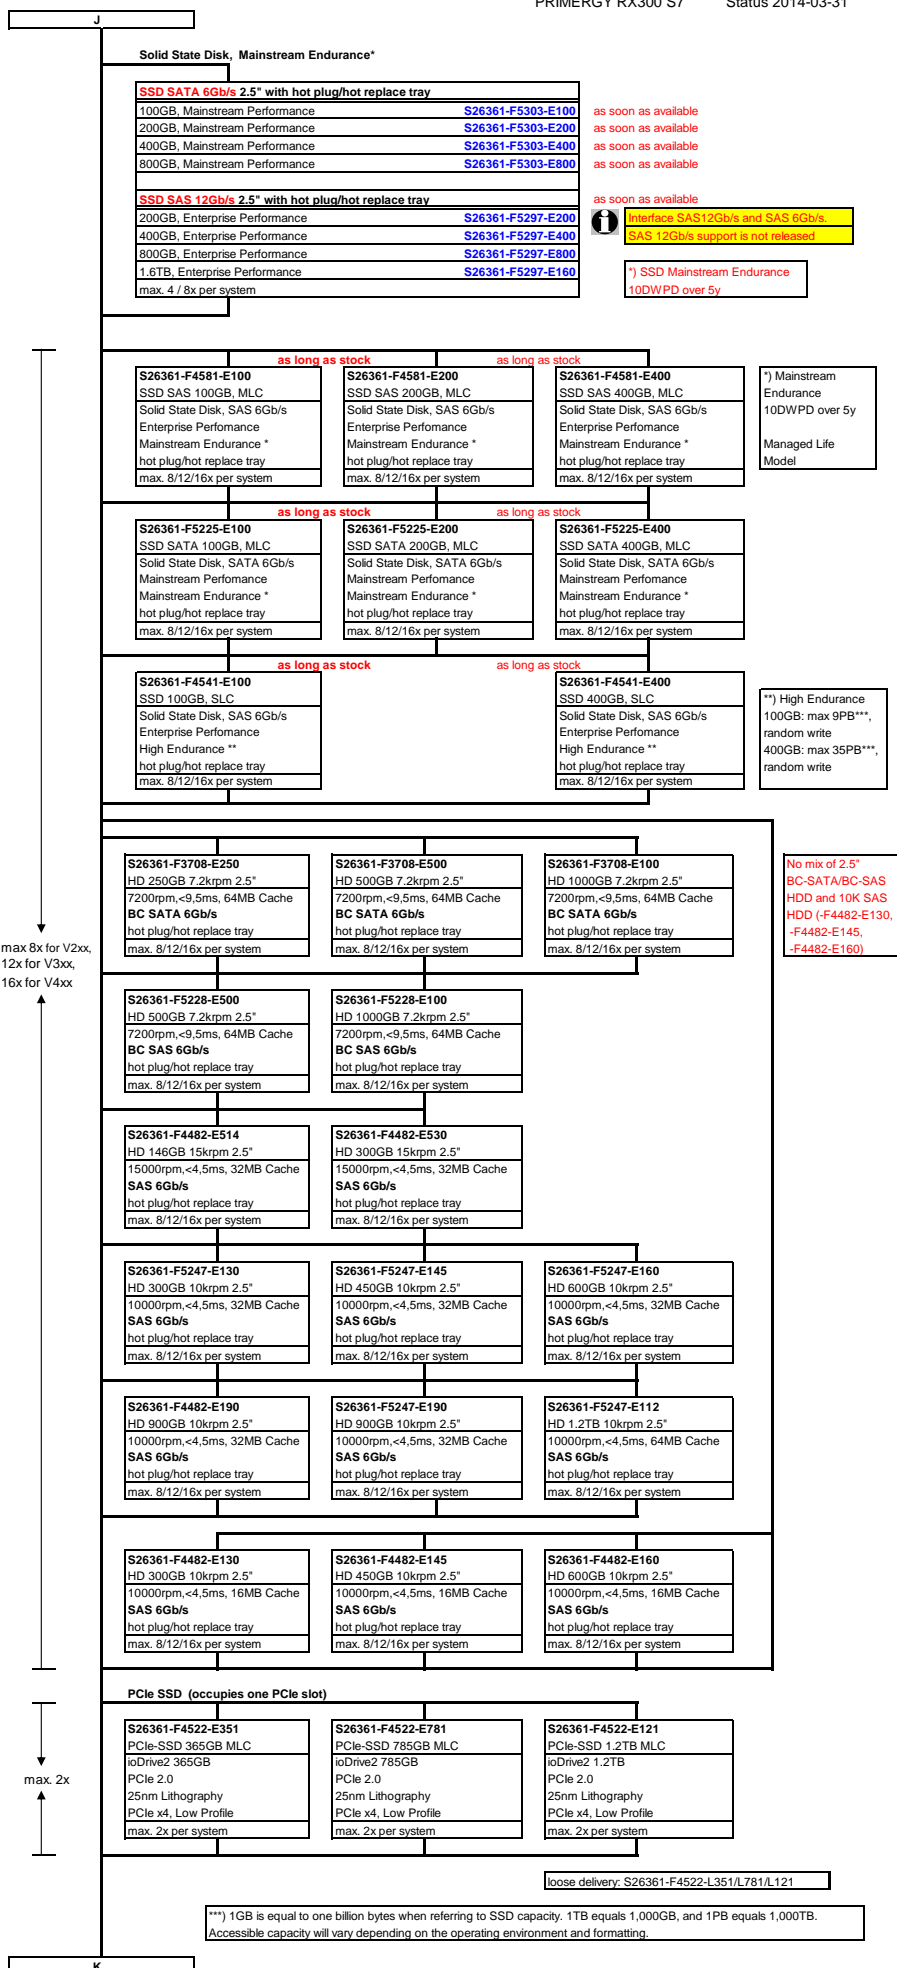 PRIMERGY RX300 S7 Status 2014-03-31
J
Solid State Disk, Mainstream Endurance*
SSD SATA 6Gb/s 2.5" with hot plug/hot replace tray
100GB, Mainstream Performance S26361-F5303-E100 as soon as available
200GB, Mainstream Performance S26361-F5303-E200 as soon as available
400GB, Mainstream Performance S26361-F5303-E400 as soon as available
800GB, Mainstream Performance S26361-F5303-E800 as soon as available
SSD SAS 12Gb/s 2.5" with hot plug/hot replace tray as soon as available
200GB, Enterprise Performance S26361-F5297-E200
400GB, Enterprise Performance S26361-F5297-E400
800GB, Enterprise Performance S26361-F5297-E800
1.6TB, Enterprise Performance S26361-F5297-E160
max. 4 / 8x per system
Interface SAS12Gb/s and SAS 6Gb/s.
SAS 12Gb/s support is not released
*) SSD Mainstream Endurance
10DWPD over 5y
as long as stock as long as stock
S26361-F4581-E100
SSD SAS 100GB, MLC
Solid State Disk, SAS 6Gb/s
Enterprise Perfomance
Mainstream Endurance *
hot plug/hot replace tray
max. 8/12/16x per system
S26361-F4581-E200
SSD SAS 200GB, MLC
Solid State Disk, SAS 6Gb/s
Enterprise Perfomance
Mainstream Endurance *
hot plug/hot replace tray
max. 8/12/16x per system
S26361-F4581-E400
SSD SAS 400GB, MLC
Solid State Disk, SAS 6Gb/s
Enterprise Perfomance
Mainstream Endurance *
hot plug/hot replace tray
max. 8/12/16x per system
*) Mainstream
Endurance
10DWPD over 5y
Managed Life
Model
as long as stock as long as stock
S26361-F5225-E100
SSD SATA 100GB, MLC
Solid State Disk, SATA 6Gb/s
Mainstream Perfomance
Mainstream Endurance *
hot plug/hot replace tray
max. 8/12/16x per system
S26361-F5225-E200
SSD SATA 200GB, MLC
Solid State Disk, SATA 6Gb/s
Mainstream Perfomance
Mainstream Endurance *
hot plug/hot replace tray
max. 8/12/16x per system
S26361-F5225-E400
SSD SATA 400GB, MLC
Solid State Disk, SATA 6Gb/s
Mainstream Perfomance
Mainstream Endurance *
hot plug/hot replace tray
max. 8/12/16x per system
as long as stock as long as stock
S26361-F4541-E100
SSD 100GB, SLC
Solid State Disk, SAS 6Gb/s
Enterprise Perfomance
High Endurance **
hot plug/hot replace tray
max. 8/12/16x per system
S26361-F4541-E400
SSD 400GB, SLC
Solid State Disk, SAS 6Gb/s
Enterprise Perfomance
High Endurance **
hot plug/hot replace tray
max. 8/12/16x per system
**) High Endurance
100GB: max 9PB***,
random write
400GB: max 35PB***,
random write
S26361-F3708-E250
HD 250GB 7.2krpm 2.5"
7200rpm,<9,5ms, 64MB Cache
BC SATA 6Gb/s
hot plug/hot replace tray
max. 8/12/16x per system
S26361-F3708-E500
HD 500GB 7.2krpm 2.5"
7200rpm,<9,5ms, 64MB Cache
BC SATA 6Gb/s
hot plug/hot replace tray
max. 8/12/16x per system
S26361-F3708-E100
HD 1000GB 7.2krpm 2.5"
7200rpm,<9,5ms, 64MB Cache
BC SATA 6Gb/s
hot plug/hot replace tray
max. 8/12/16x per system
No mix of 2.5"
BC-SATA/BC-SAS
HDD and 10K SAS
HDD (-F4482-E130,
-F4482-E145,
-F4482-E160)
max 8x for V2xx,
12x for V3xx,
16x for V4xx
S26361-F5228-E500
HD 500GB 7.2krpm 2.5"
7200rpm,<9,5ms, 64MB Cache
BC SAS 6Gb/s
hot plug/hot replace tray
max. 8/12/16x per system
S26361-F5228-E100
HD 1000GB 7.2krpm 2.5"
7200rpm,<9,5ms, 64MB Cache
BC SAS 6Gb/s
hot plug/hot replace tray
max. 8/12/16x per system
S26361-F4482-E514
HD 146GB 15krpm 2.5"
15000rpm,<4,5ms, 32MB Cache
SAS 6Gb/s
hot plug/hot replace tray
max. 8/12/16x per system
S26361-F4482-E530
HD 300GB 15krpm 2.5"
15000rpm,<4,5ms, 32MB Cache
SAS 6Gb/s
hot plug/hot replace tray
max. 8/12/16x per system
S26361-F5247-E130
HD 300GB 10krpm 2.5"
10000rpm,<4,5ms, 32MB Cache
SAS 6Gb/s
hot plug/hot replace tray
max. 8/12/16x per system
S26361-F5247-E145
HD 450GB 10krpm 2.5"
10000rpm,<4,5ms, 32MB Cache
SAS 6Gb/s
hot plug/hot replace tray
max. 8/12/16x per system
S26361-F5247-E160
HD 600GB 10krpm 2.5"
10000rpm,<4,5ms, 32MB Cache
SAS 6Gb/s
hot plug/hot replace tray
max. 8/12/16x per system
S26361-F4482-E190
HD 900GB 10krpm 2.5"
10000rpm,<4,5ms, 32MB Cache
SAS 6Gb/s
hot plug/hot replace tray
max. 8/12/16x per system
S26361-F5247-E190
HD 900GB 10krpm 2.5"
10000rpm,<4,5ms, 32MB Cache
SAS 6Gb/s
hot plug/hot replace tray
max. 8/12/16x per system
S26361-F5247-E112
HD 1.2TB 10krpm 2.5"
10000rpm,<4,5ms, 64MB Cache
SAS 6Gb/s
hot plug/hot replace tray
max. 8/12/16x per system
S26361-F4482-E130
HD 300GB 10krpm 2.5"
10000rpm,<4,5ms, 16MB Cache
SAS 6Gb/s
hot plug/hot replace tray
max. 8/12/16x per system
S26361-F4482-E145
HD 450GB 10krpm 2.5"
10000rpm,<4,5ms, 16MB Cache
SAS 6Gb/s
hot plug/hot replace tray
max. 8/12/16x per system
S26361-F4482-E160
HD 600GB 10krpm 2.5"
10000rpm,<4,5ms, 16MB Cache
SAS 6Gb/s
hot plug/hot replace tray
max. 8/12/16x per system
PCIe SSD (occupies one PCIe slot)
max. 2x
S26361-F4522-E351
PCIe-SSD 365GB MLC
ioDrive2 365GB
PCIe 2.0
25nm Lithography
PCIe x4, Low Profile
max. 2x per system
S26361-F4522-E781
PCIe-SSD 785GB MLC
ioDrive2 785GB
PCIe 2.0
25nm Lithography
PCIe x4, Low Profile
max. 2x per system
S26361-F4522-E121
PCIe-SSD 1.2TB MLC
ioDrive2 1.2TB
PCIe 2.0
25nm Lithography
PCIe x4, Low Profile
max. 2x per system
loose delivery: S26361-F4522-L351/L781/L121
***) 1GB is equal to one billion bytes when referring to SSD capacity. 1TB equals 1,000GB, and 1PB equals 1,000TB.
Accessible capacity will vary depending on the operating environment and formatting.
K